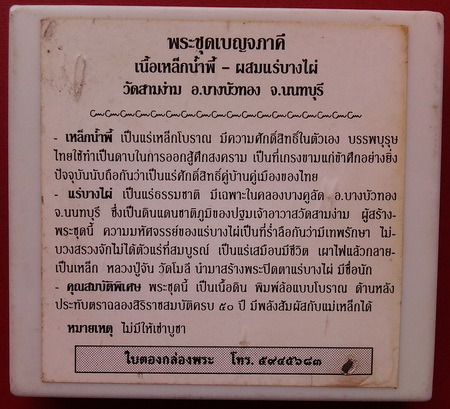 พระชุดเบญจภาคี
เนื้อเหล็กน้ำพี้ - ผสมแร่บางไผ่
วัดสามง่าม อ.บางบัวทอง จ.นนทบุรี
- เหล็กน้ำพี้ เป็นแร่เหล็กโบราณ มีความศักดิ์สิทธิ์ในตัวเอง บรรพบุรุษ
ไทยใช้ทำเป็นดาบในการออกสู้ศึกสงคราม เป็นที่เกรงขามแก่ข้าศึกอย่างยิ่ง
ปัจจุบันนับถือกันว่าเป็นแร่ศักดิ์สิทธิ์คู่บ้านคู่เมืองของไทย
- แร่บางไผ่ เป็นแร่ธรรมชาติ มีเฉพาะในคลองบางคูลัด อ.บางบัวทอง
จ.นนทบุรี ซึ่งเป็นดินแดนชาติภูมิของปฐมเจ้าอาวาสวัดสามง่าม ผู้สร้าง-
พระชุดนี้ ความมหัศจรรย์ของแร่บางไผ่เป็นที่ร่ำลือกันว่ามีเทพรักษา ไม่-
บวงสรวงจักไม่ได้ตัวแร่ที่สมบูรณ์ เป็นแร่เสมือนมีชีวิต เผาไฟแล้วกลาย-
เป็นเหล็ก หลวงปู่จัน วัดโมลี นำมาสร้างพระปิดตาแร่บางไผ่ มีชื่อนัก
- คุณสมบัติพิเศษ พระชุดนี้ เป็นเนื้อดิน พิมพ์ล้อแบบโบราณ ด้านหลัง
ประทับตราฉลองสิริราชสมบัติครบ ๕๐ ปี มีพลังสัมผัสกับแม่เหล็กได้
หมายเหตุ ไม่มีให้เช่าบูชา
ใบตองกล่องพระ โทร. ๕๙๔๕๖๘๓